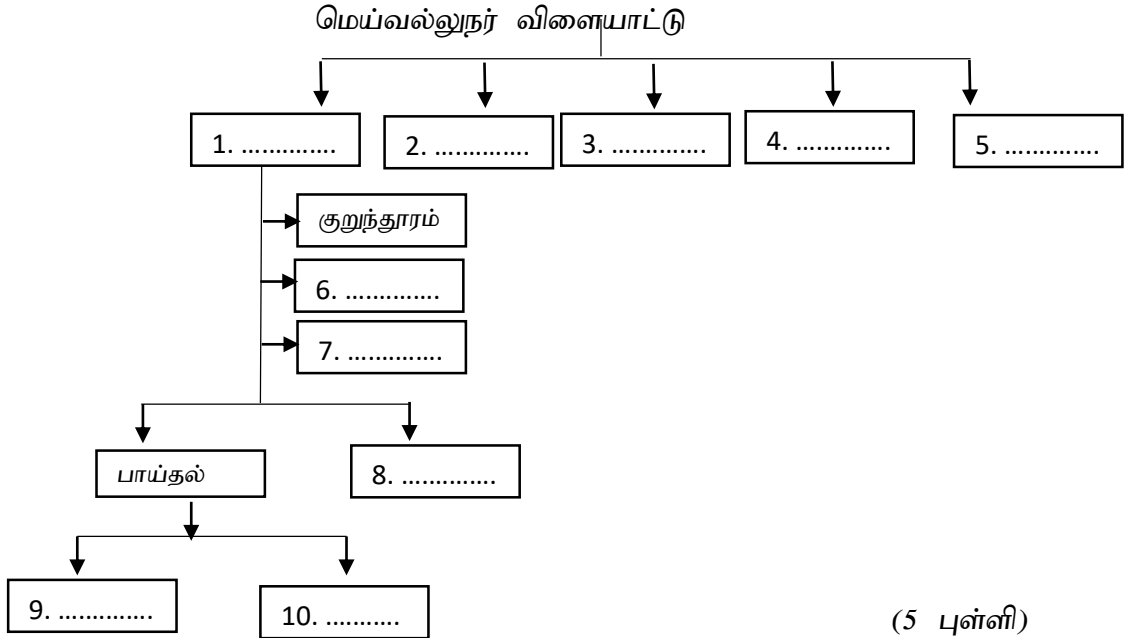 மெய்வல்லுநர் விளையாட்டு
1. ………….
2. ………….
3. ………….
4. ………….
5. ………….
குறுந்தூரம்
6. ………….
7. ………….
பாய்தல்
8. ………….
9. ………….
10. ……….
(5 புள்ளி)